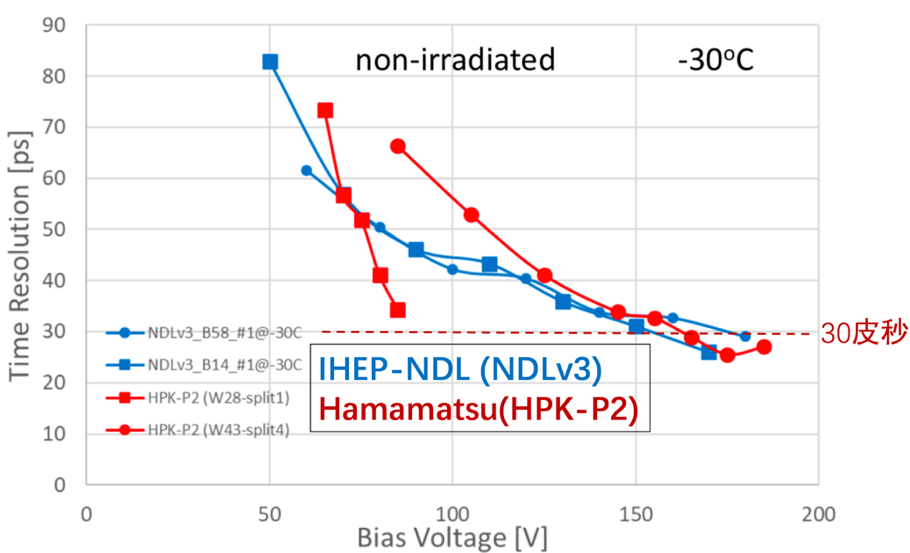 non-irradiated
-30°C
Time Resolution [ps]
90
80
70
60
50
40
30
20
10
0
NDLv3_B58_#1@-30C
NDLv3_B14_#1@-30C
HPK-P2 (W28-split1)
HPK-P2 (W43-split4)
IHEP-NDL (NDLv3)
Hamamatsu(HPK-P2)
30皮秒
0
50
100
150
200
Bias Voltage [V]